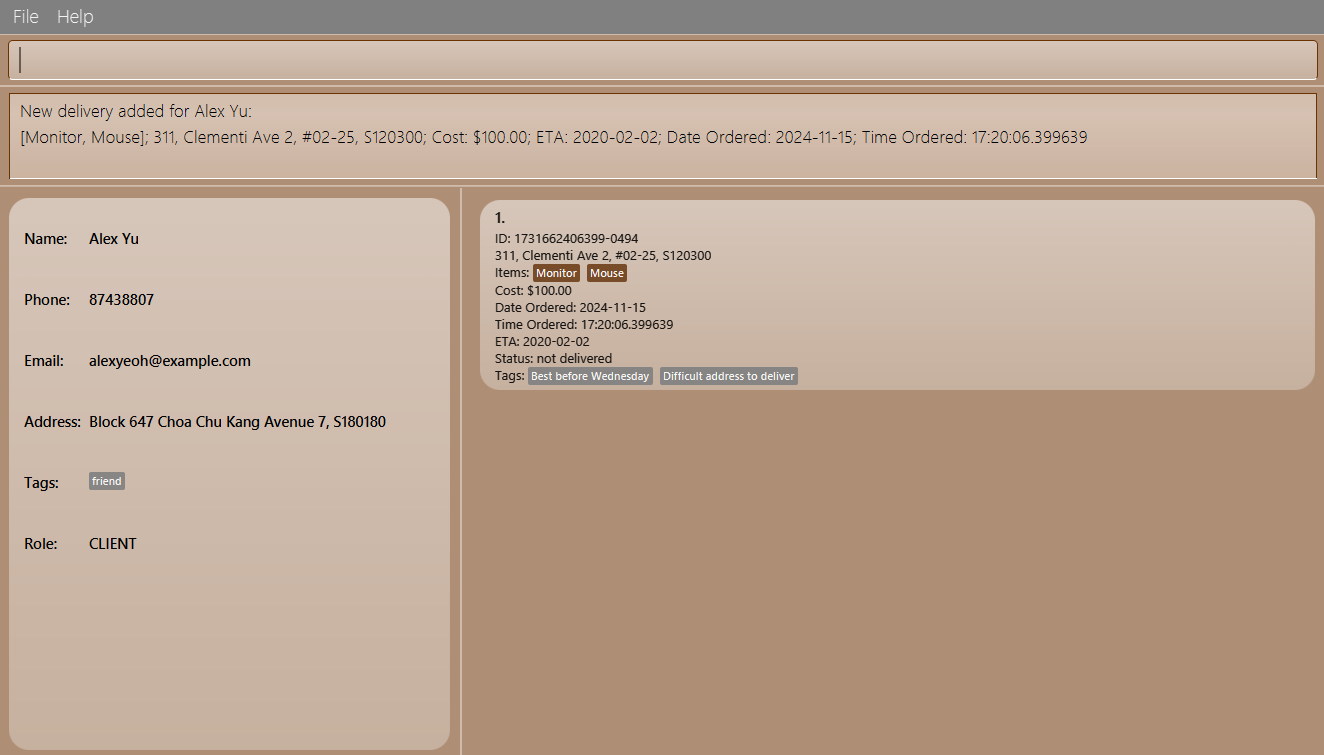 File Help
New delivery added for Alex Yu:
[Monitor, Mouse]; 311, Clementi Ave 2, #02-25, S120300; Cost: $100.00; ETA: 2020-02-02; Date Ordered: 2024-11-15; Time Ordered: 17:20:06.399639
Name: Alex Yu
Phone: 87438807
Email: alexyeoh@example.com
Address: Block 647 Choa Chu Kang Avenue 7, S180180
Tags: friend
Role: CLIENT
1.
ID: 1731662406399-0494
311, Clementi Ave 2, #02-25, S120300
Items: Monitor Mouse
Cost: $100.00
Date Ordered: 2024-11-15
Time Ordered: 17:20:06.399639
ETA: 2020-02-02
Status: not delivered
Tags: Best before Wednesday Difficult address to deliver